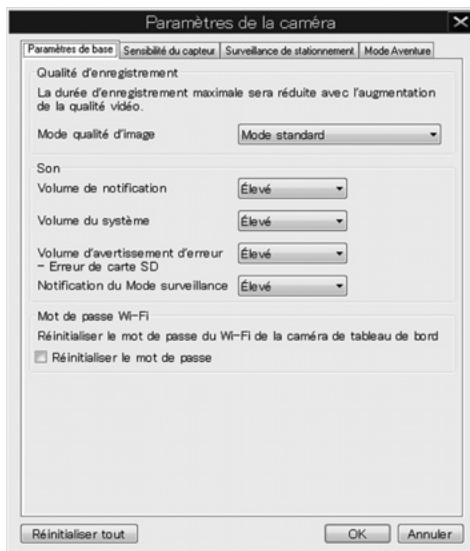 Paramètres de la caméra
Paramètres de base
Sensibilité du capteur
Surveillance de stationnement
Mode Aventure
Qualité d'enregistrement
La durée d'enregistrement maximale sera réduite avec l'augmentation
de la qualité vidéo.
Mode qualité d'image
Mode standard
Son
Volume de notification
Élevé
Volume du système
Élevé
Volume d'avertissement d'erreur
- Erreur de carte SD
Élevé
Notification du Mode surveillance
Élevé
Mot de passe Wi-Fi
Réinitialiser le mot de passe du Wi-Fi de la caméra de tableau de bord
Réinitialiser le mot de passe
Réinitialiser tout
OK
Annuler